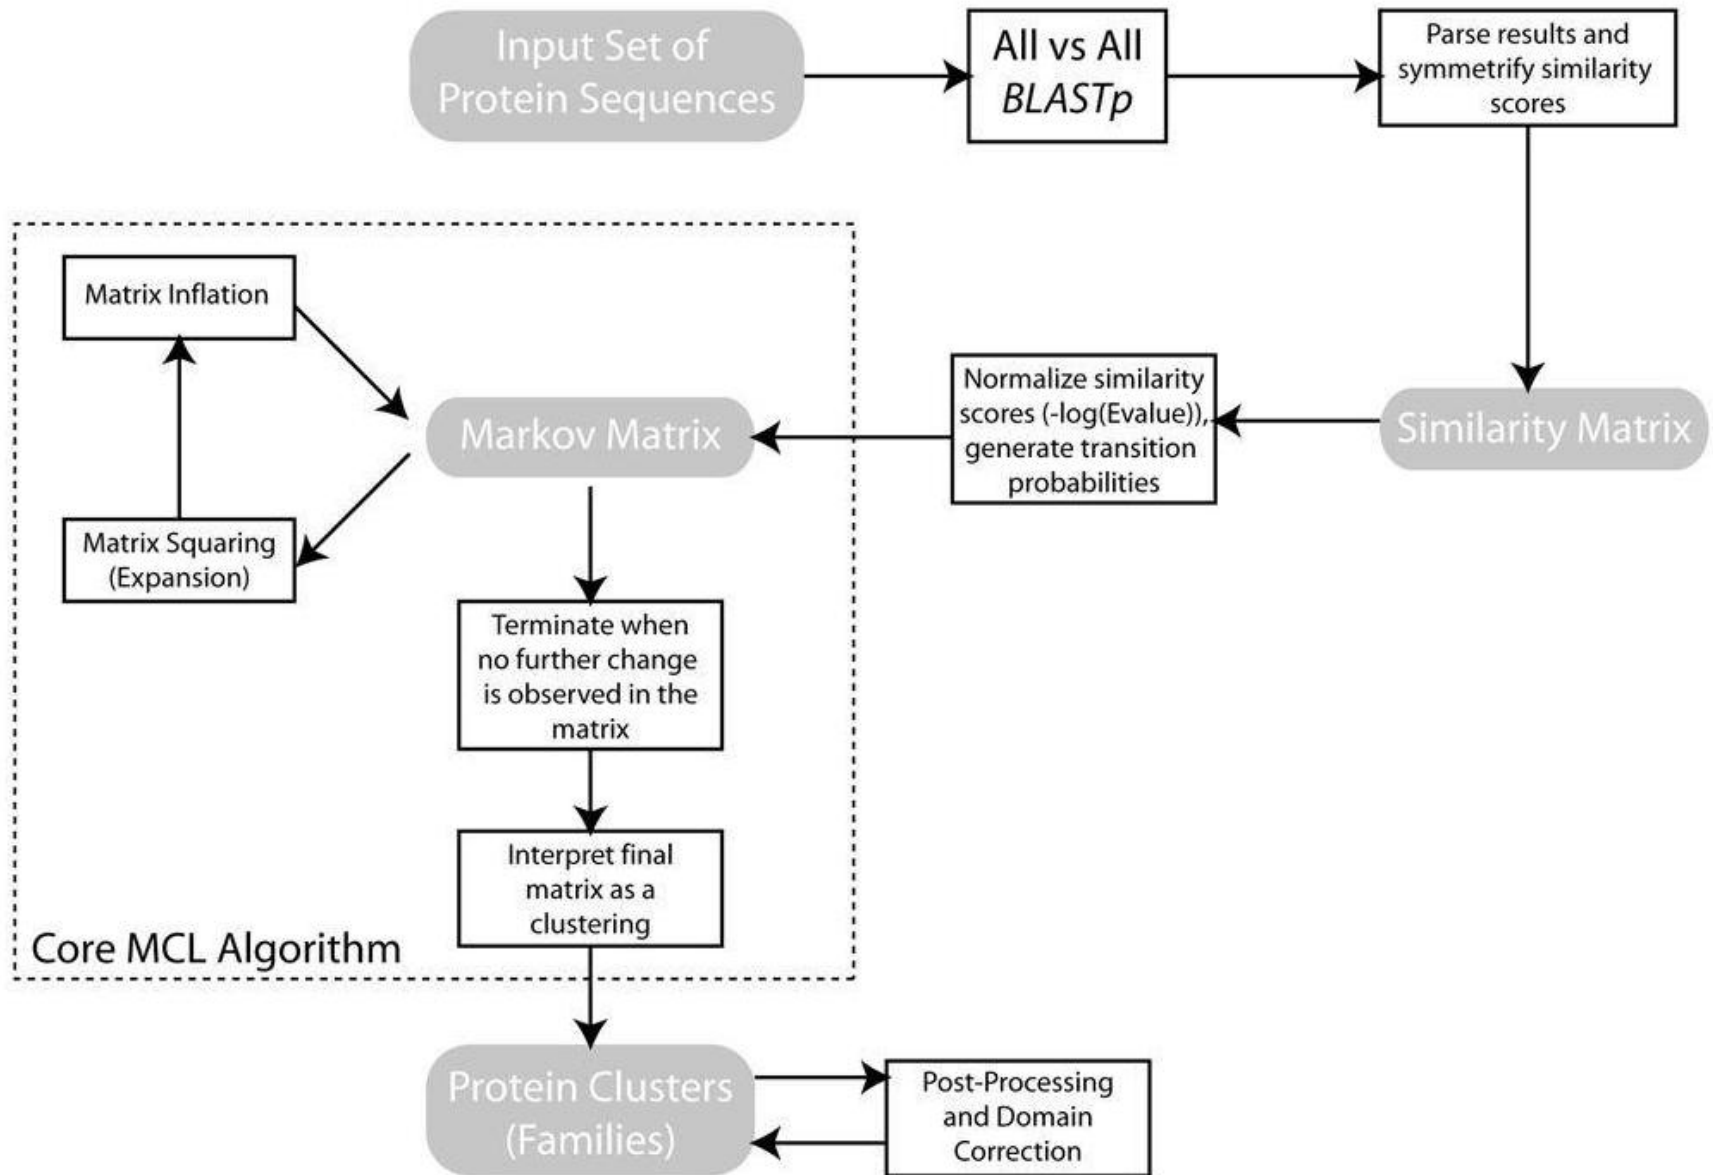 Input Set of
Protein Sequences
All vs All
BLASTp
Parse results and
symmetrify similarity
scores
Matrix Inflation
Markov Matrix
Normalize similarity
scores (-log(Evalue)),
generate transition
probabilities
Similarity Matrix
Matrix Squaring
(Expansion)
Terminate when
no further change
is observed in the
matrix
Interpret final
matrix as a
clustering
Core MCL Algorithm
Protein Clusters
(Families)
Post-Processing
and Domain
Correction